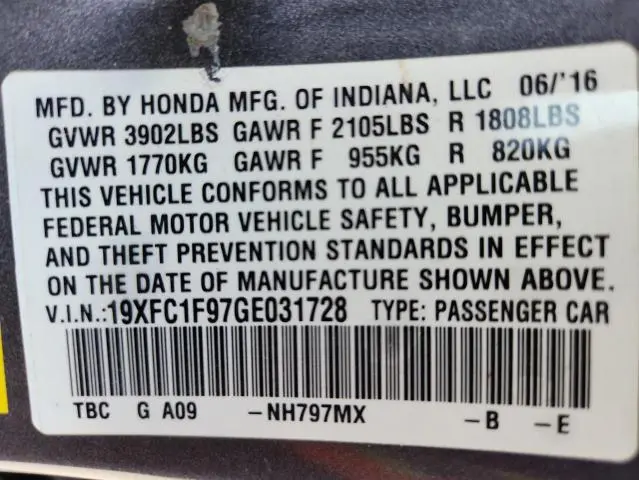 MFD. BY HONDA MFG. OF INDIANA, LLC 06/'16
GVWR 3902LBS GAWR F 2105LBS R 1808LBS
GVWR 1770KG GAWR F 955KG R 820KG
THIS VEHICLE CONFORMS TO ALL APPLICABLE
FEDERAL MOTOR VEHICLE SAFETY, BUMPER,
AND THEFT PREVENTION STANDARDS IN EFFECT
ON THE DATE OF MANUFACTURE SHOWN ABOVE.
V.I.N.:19XFC1F97GE031728 TYPE: PASSENGER CAR
TBC G A09 -NH797MX -B -E